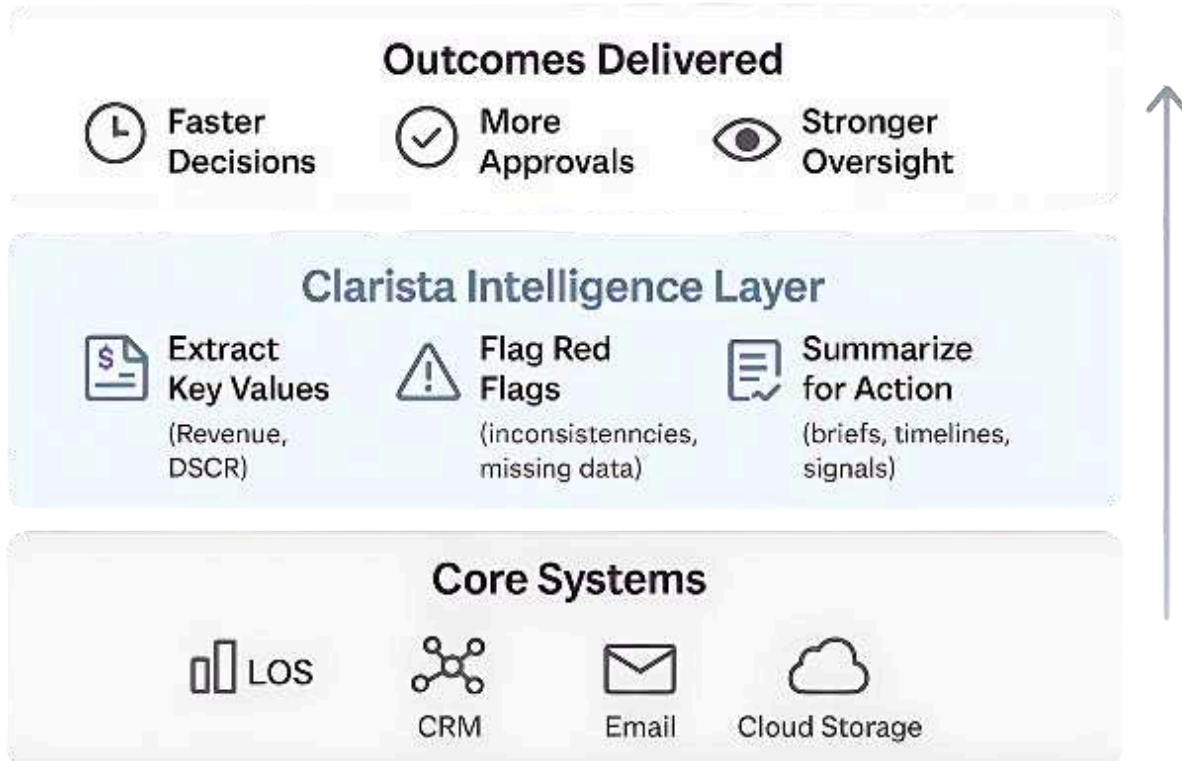 Outcomes Delivered
Faster
Decisions
More
Approvals
Stronger
Oversight
Clarista Intelligence Layer
$
Extract
Key Values
(Revenue,
DSCR)
Flag Red
Flags
(inconsistenncies,
missing data)
Summarize
for Action
(briefs, timelines,
signals)
Core Systems
LOS
CRM
Email
Cloud Storage